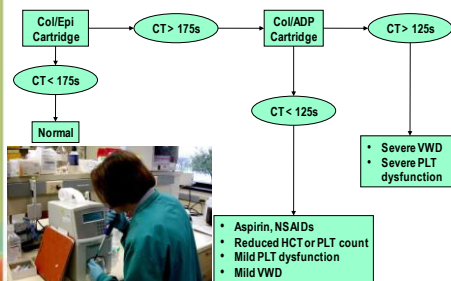 Col/Epi
Cartridge
CT > 175s
Col/ADP
Cartridge
CT > 125s
CT < 175s
CT < 125s
Normal
• Severe VWD
• Severe PLT
dysfunction
• Aspirin, NSAIDs
• Reduced HCT or PLT count
• Mild PLT dysfunction
• Mild VWD